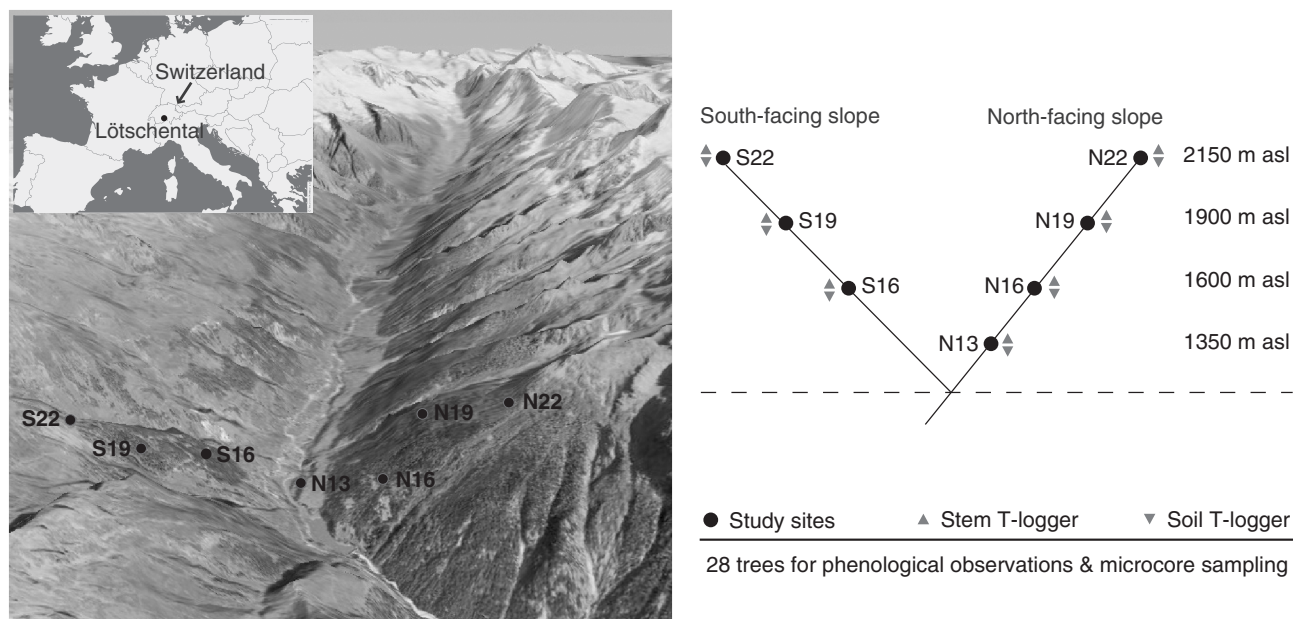 Switzerland
Lötschental
S22
S19
S16
N13
N16
N19
N22
South-facing slope
North-facing slope
S22
N22
2150 m asl
S19
N19
1900 m asl
S16
N16
1600 m asl
N13
1350 m asl
Study sites
Stem T-logger
Soil T-logger
28 trees for phenological observations & microcore sampling